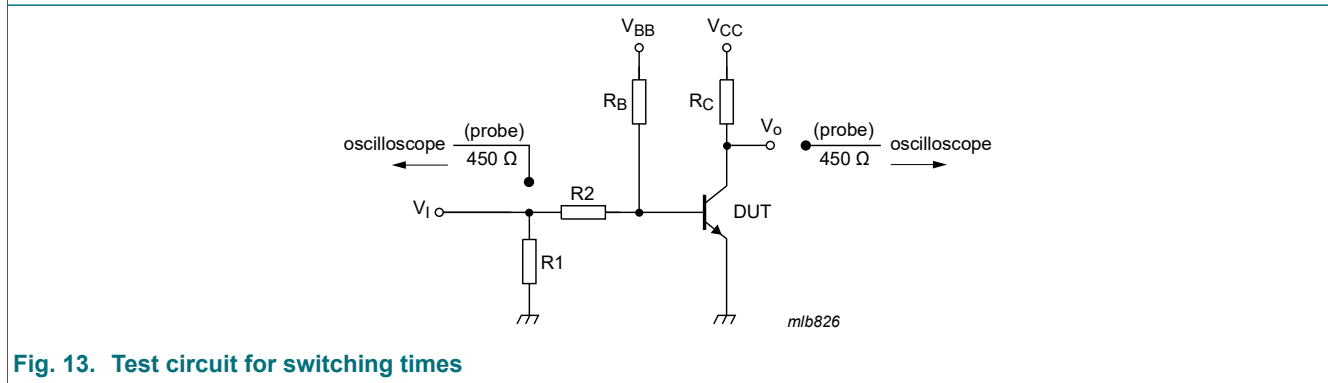 VBB
VCC
RB
RC
Vo
oscilloscope
(probe)
450 Ω
(probe)
450 Ω
oscilloscope
VI
R2
DUT
R1
mlb826
Fig. 13. Test circuit for switching times